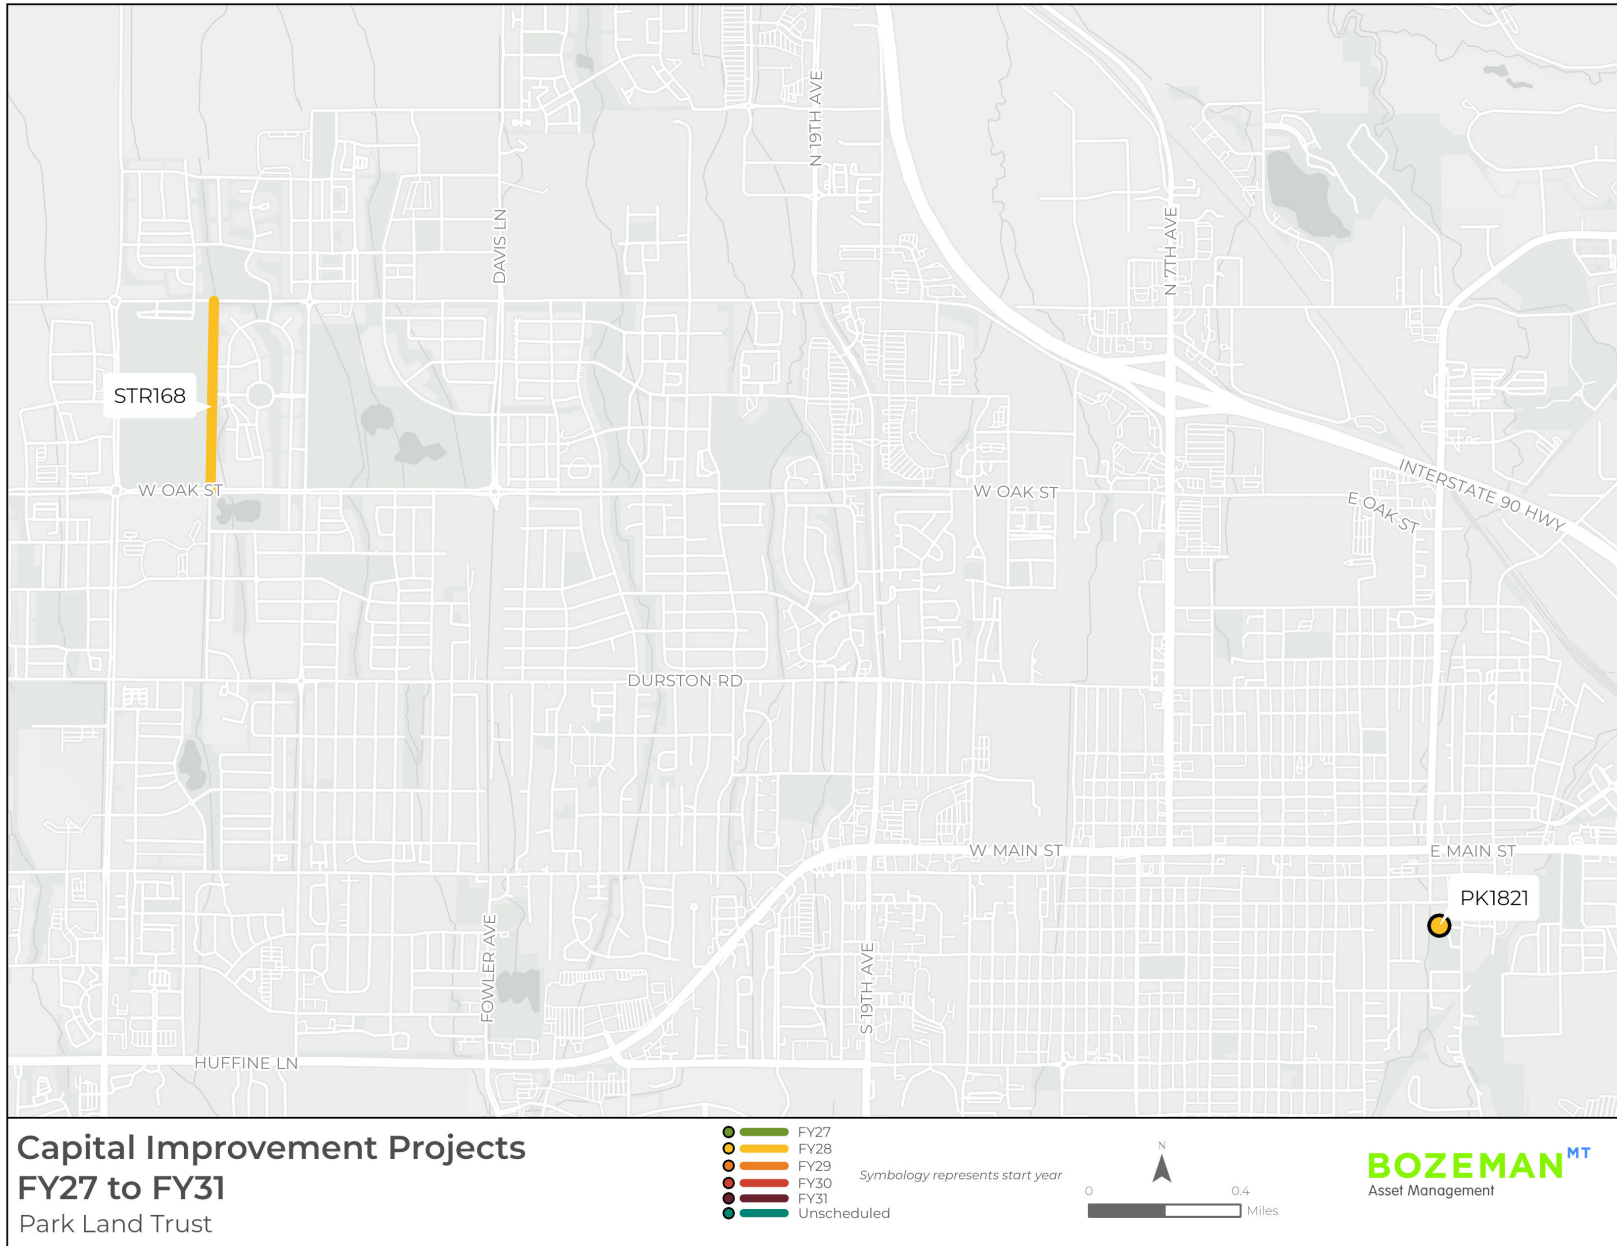 N 19TH AVE
DAVIS LN
N 7TH AVE
STR168
W OAK ST
W OAK ST
INTERSTATE 90 HWY
E OAK ST
DURSTON RD
W MAIN ST
E MAIN ST
PK1821
FOWLER AVE
S 19TH AVE
HUFFINE LN
Capital Improvement Projects
FY27 to FY31
Park Land Trust
FY27
FY28
FY29
FY30
FY31
Unscheduled
Symbology represents start year
N
0 0.4
Miles
BOZEMAN MT
Asset Management